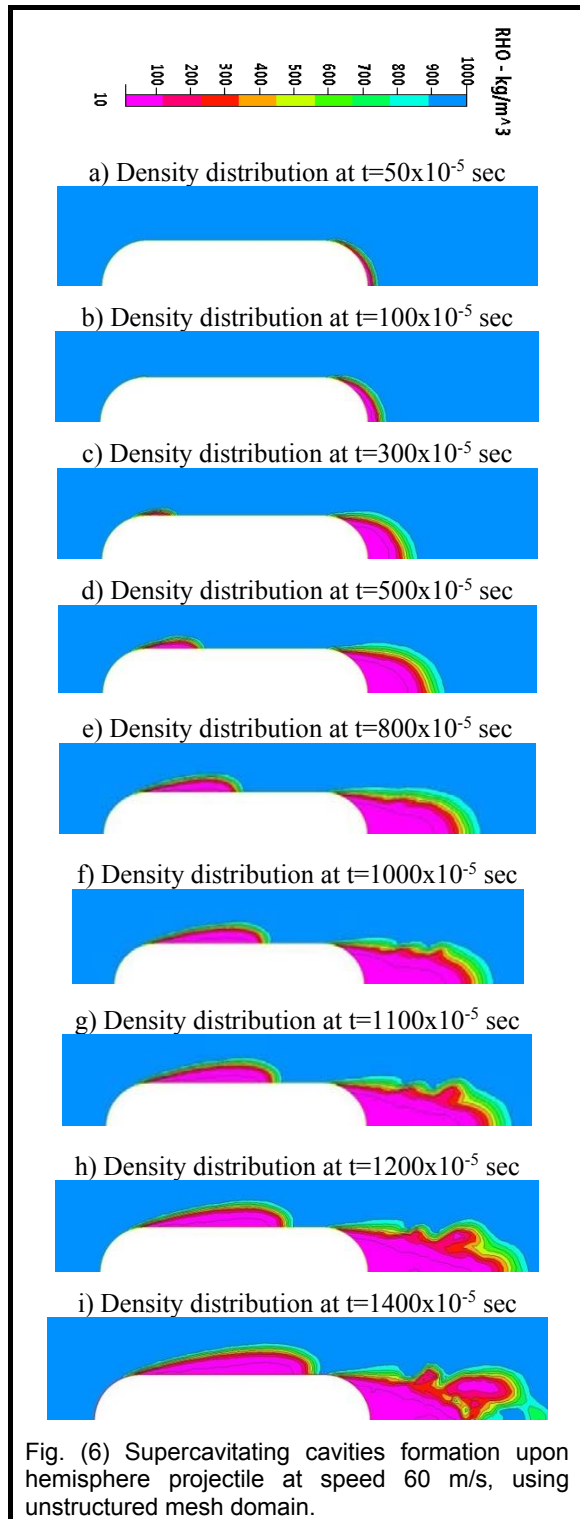 RHO - kg/m^3
10
100
200
300
400
500
600
700
800
900
1000
a) Density distribution at t=50x10⁻⁵ sec
b) Density distribution at t=100x10⁻⁵ sec
c) Density distribution at t=300x10⁻⁵ sec
d) Density distribution at t=500x10⁻⁵ sec
e) Density distribution at t=800x10⁻⁵ sec
f) Density distribution at t=1000x10⁻⁵ sec
g) Density distribution at t=1100x10⁻⁵ sec
h) Density distribution at t=1200x10⁻⁵ sec
i) Density distribution at t=1400x10⁻⁵ sec
Fig. (6) Supercavitating cavities formation upon
hemisphere projectile at speed 60 m/s, using
unstructured mesh domain.